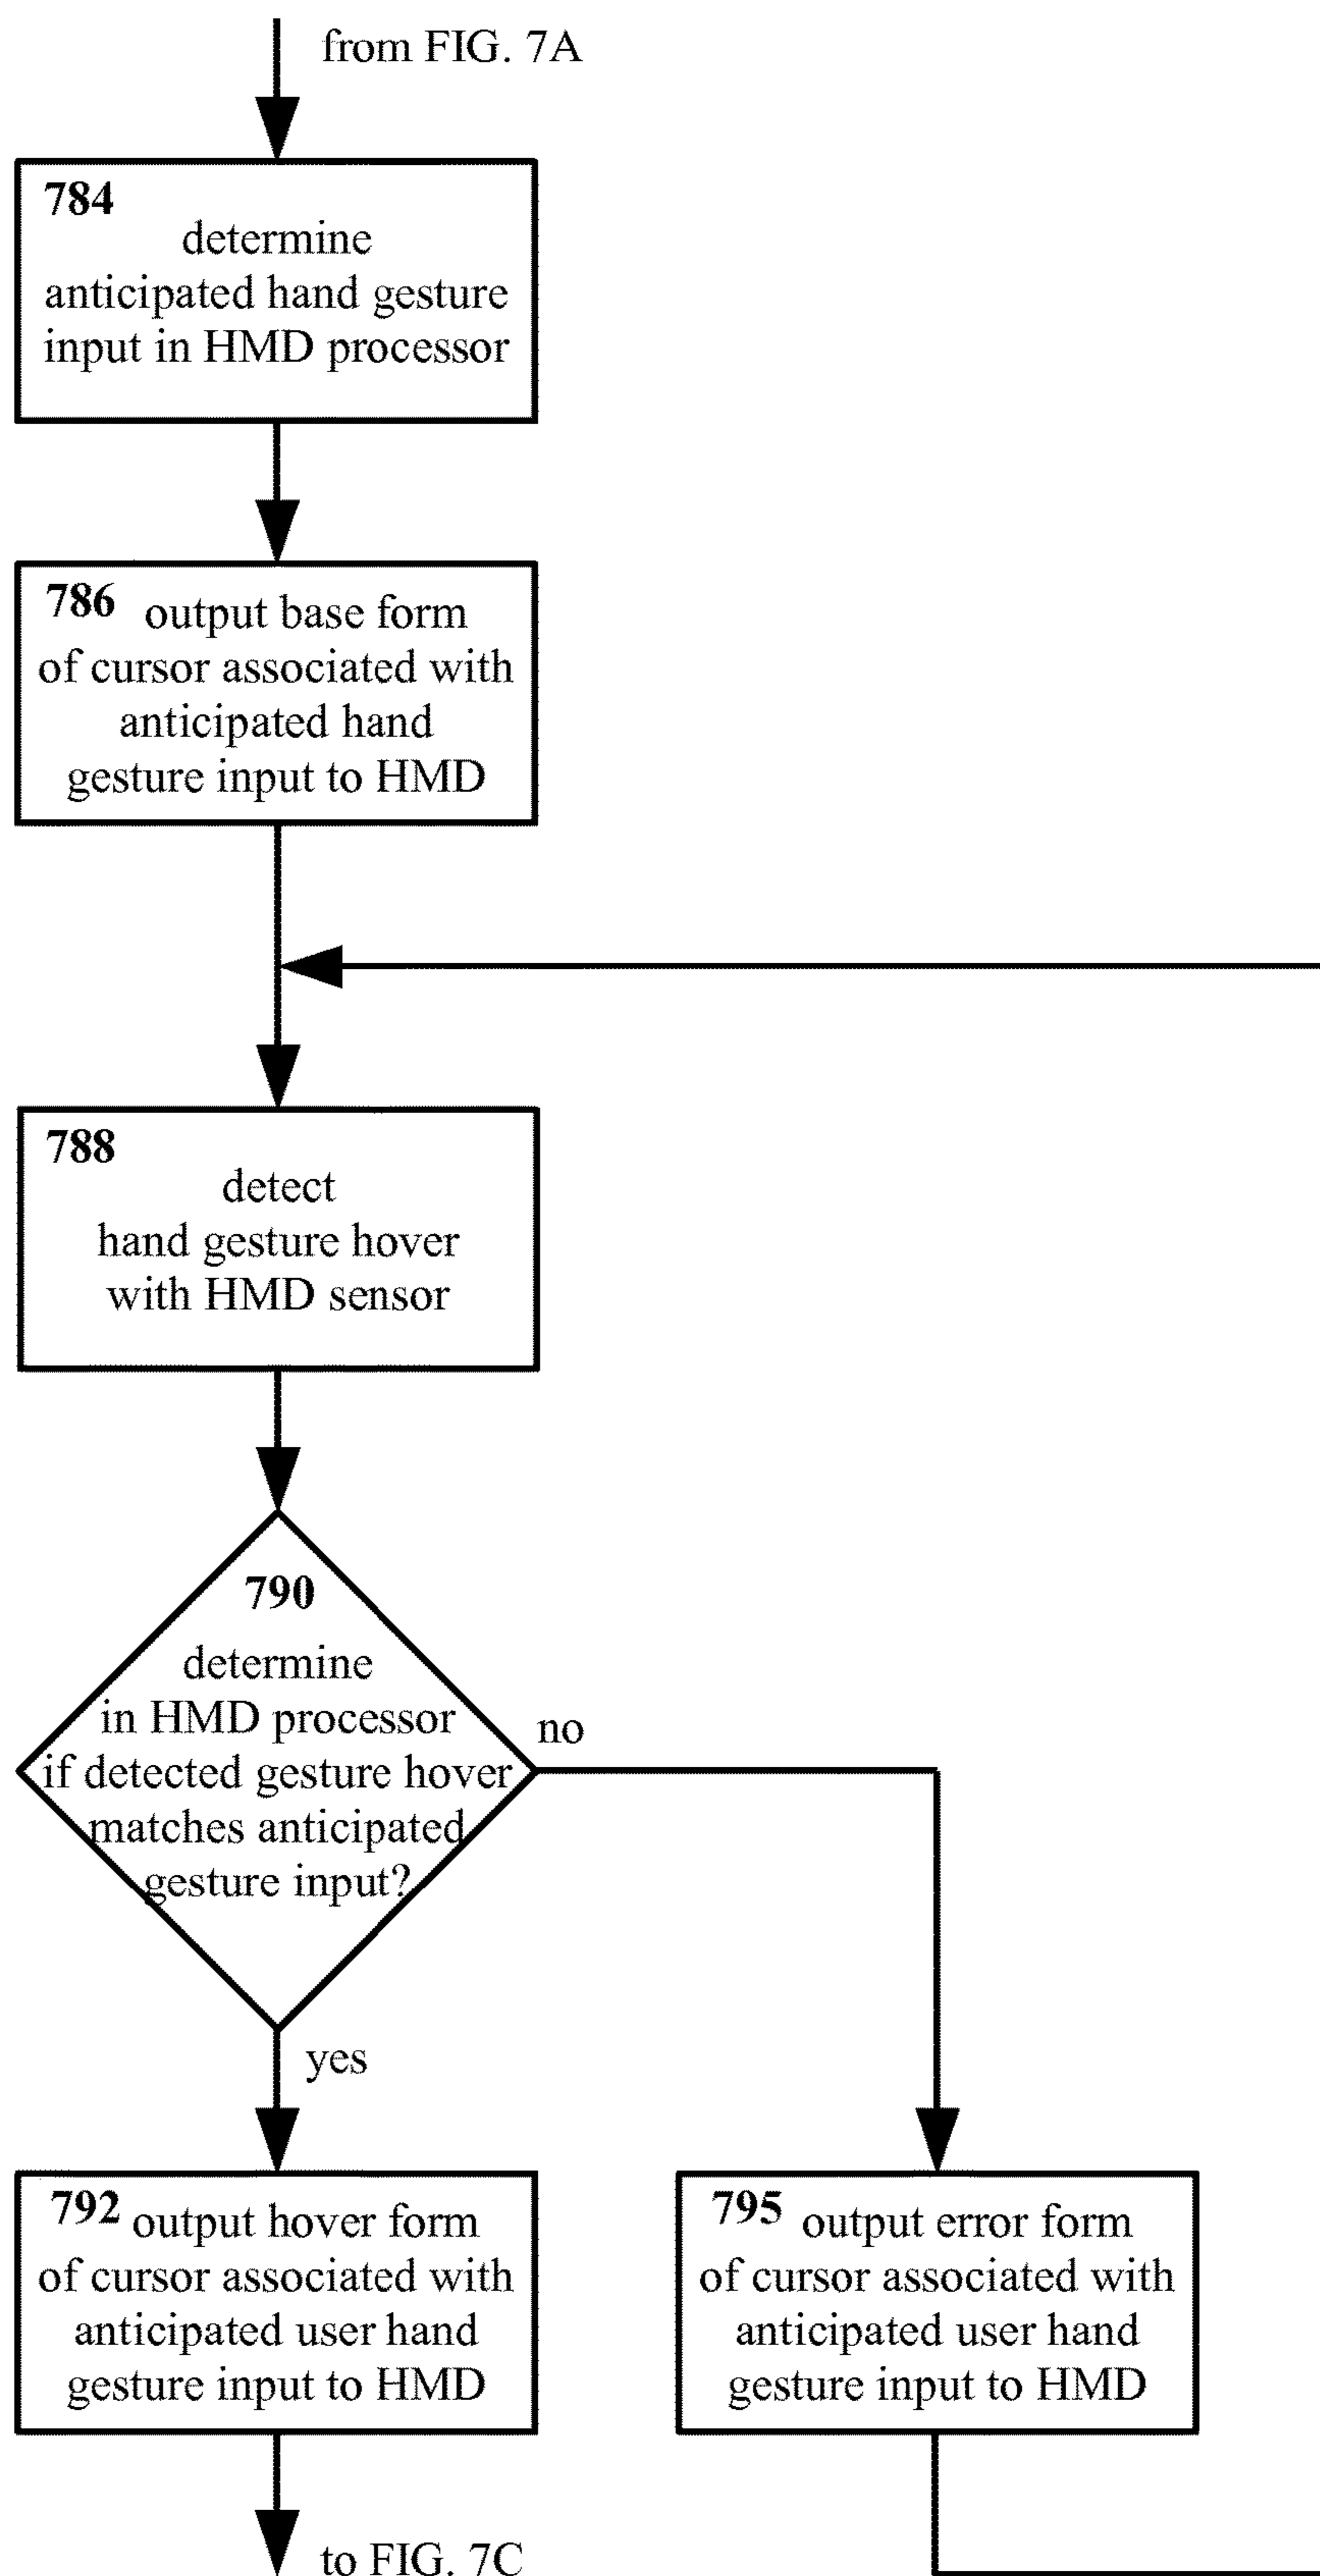 from FIG. 7A
784
determine
anticipated hand gesture
input in HMD processor
786 output base form
of cursor associated with
anticipated hand
gesture input to HMD
788
detect
hand gesture hover
with HMD sensor
790
determine
in HMD processor
if detected gesture hover
matches anticipated
gesture input?
no
yes
792 output hover form
of cursor associated with
anticipated user hand
gesture input to HMD
795 output error form
of cursor associated with
anticipated user hand
gesture input to HMD
to FIG. 7C